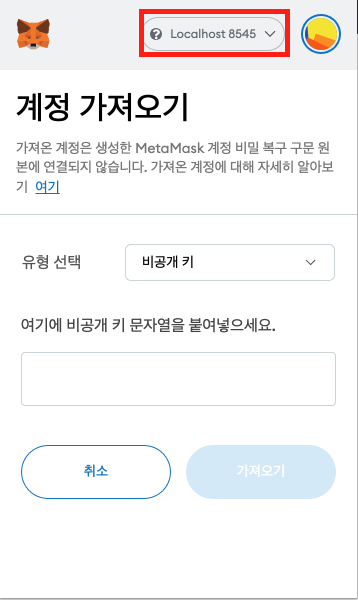 Localhost 8545
계정 가져오기
가져온 계정은 생성한 MetaMask 계정 비밀 복구 구문 원
본에 연결되지 않습니다. 가져온 계정에 대해 자세히 알아보
기 여기
유형 선택 비공개 키
여기에 비공개 키 문자열을 붙여넣으세요.
취소 가져오기